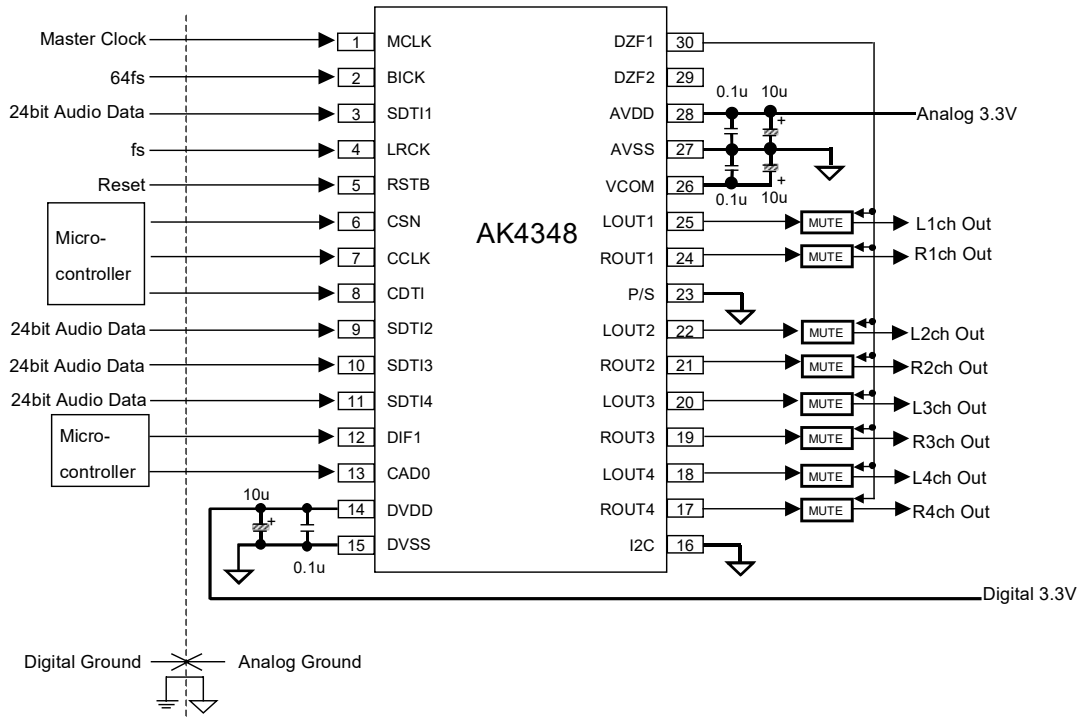 Master Clock 1 MCLK DZF1 30
64fs 2 BICK DZF2 29
0.1u 10u
24bit Audio Data 3 SDTI1 AVDD 28 + Analog 3.3V
fs 4 LRCK AVSS 27
Reset 5 RSTB VCOM 26 +
0.1u 10u
Micro-
controller
6 CSN LOUT1 25 MUTE L1ch Out
AK4348
7 CCLK ROUT1 24 MUTE R1ch Out
8 CDTI P/S 23
24bit Audio Data 9 SDTI2 LOUT2 22 MUTE L2ch Out
24bit Audio Data 10 SDTI3 ROUT2 21 MUTE R2ch Out
24bit Audio Data 11 SDTI4 LOUT3 20 MUTE L3ch Out
Micro-
controller
12 DIF1 ROUT3 19 MUTE R3ch Out
13 CAD0 LOUT4 18 MUTE L4ch Out
10u
+ 14 DVDD ROUT4 17 MUTE R4ch Out
15 DVSS I2C 16
0.1u
Digital 3.3V
Digital Ground Analog Ground